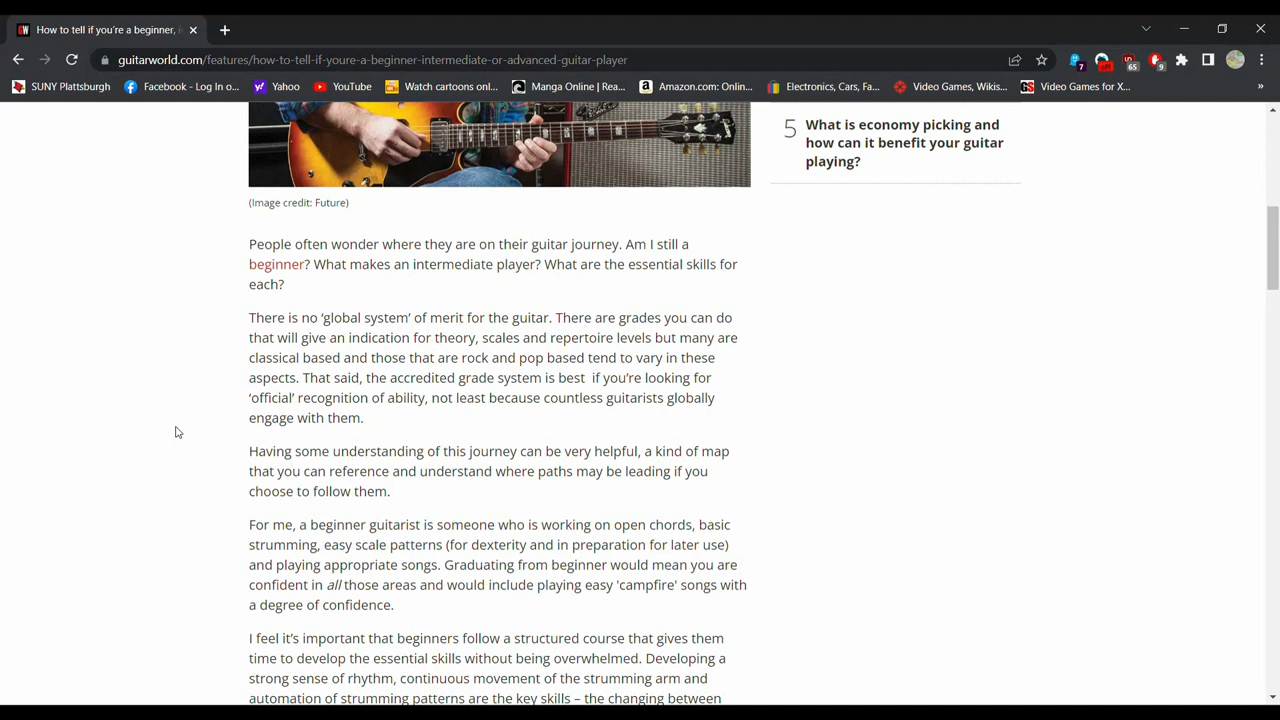 How to tell if you're a beginner, i
guitarworld.com/features/how-to-tell-if-youre-a-beginner-intermediate-or-advanced-guitar-player
7
65
9
SUNY Plattsburgh
Facebook - Log In o...
Yahoo
YouTube
Watch cartoons onl...
Manga Online | Rea...
Amazon.com: Onlin...
Electronics, Cars, Fa...
Video Games, Wikis...
Video Games for X...
»
5 What is economy picking and
how can it benefit your guitar
playing?
(Image credit: Future)
People often wonder where they are on their guitar journey. Am I still a
beginner? What makes an intermediate player? What are the essential skills for
each?
There is no ‘global system’ of merit for the guitar. There are grades you can do
that will give an indication for theory, scales and repertoire levels but many are
classical based and those that are rock and pop based tend to vary in these
aspects. That said, the accredited grade system is best if you’re looking for
‘official’ recognition of ability, not least because countless guitarists globally
engage with them.
Having some understanding of this journey can be very helpful, a kind of map
that you can reference and understand where paths may be leading if you
choose to follow them.
For me, a beginner guitarist is someone who is working on open chords, basic
strumming, easy scale patterns (for dexterity and in preparation for later use)
and playing appropriate songs. Graduating from beginner would mean you are
confident in all those areas and would include playing easy 'campfire' songs with
a degree of confidence.
I feel it’s important that beginners follow a structured course that gives them
time to develop the essential skills without being overwhelmed. Developing a
strong sense of rhythm, continuous movement of the strumming arm and
automation of strumming patterns are the key skills – the changing between